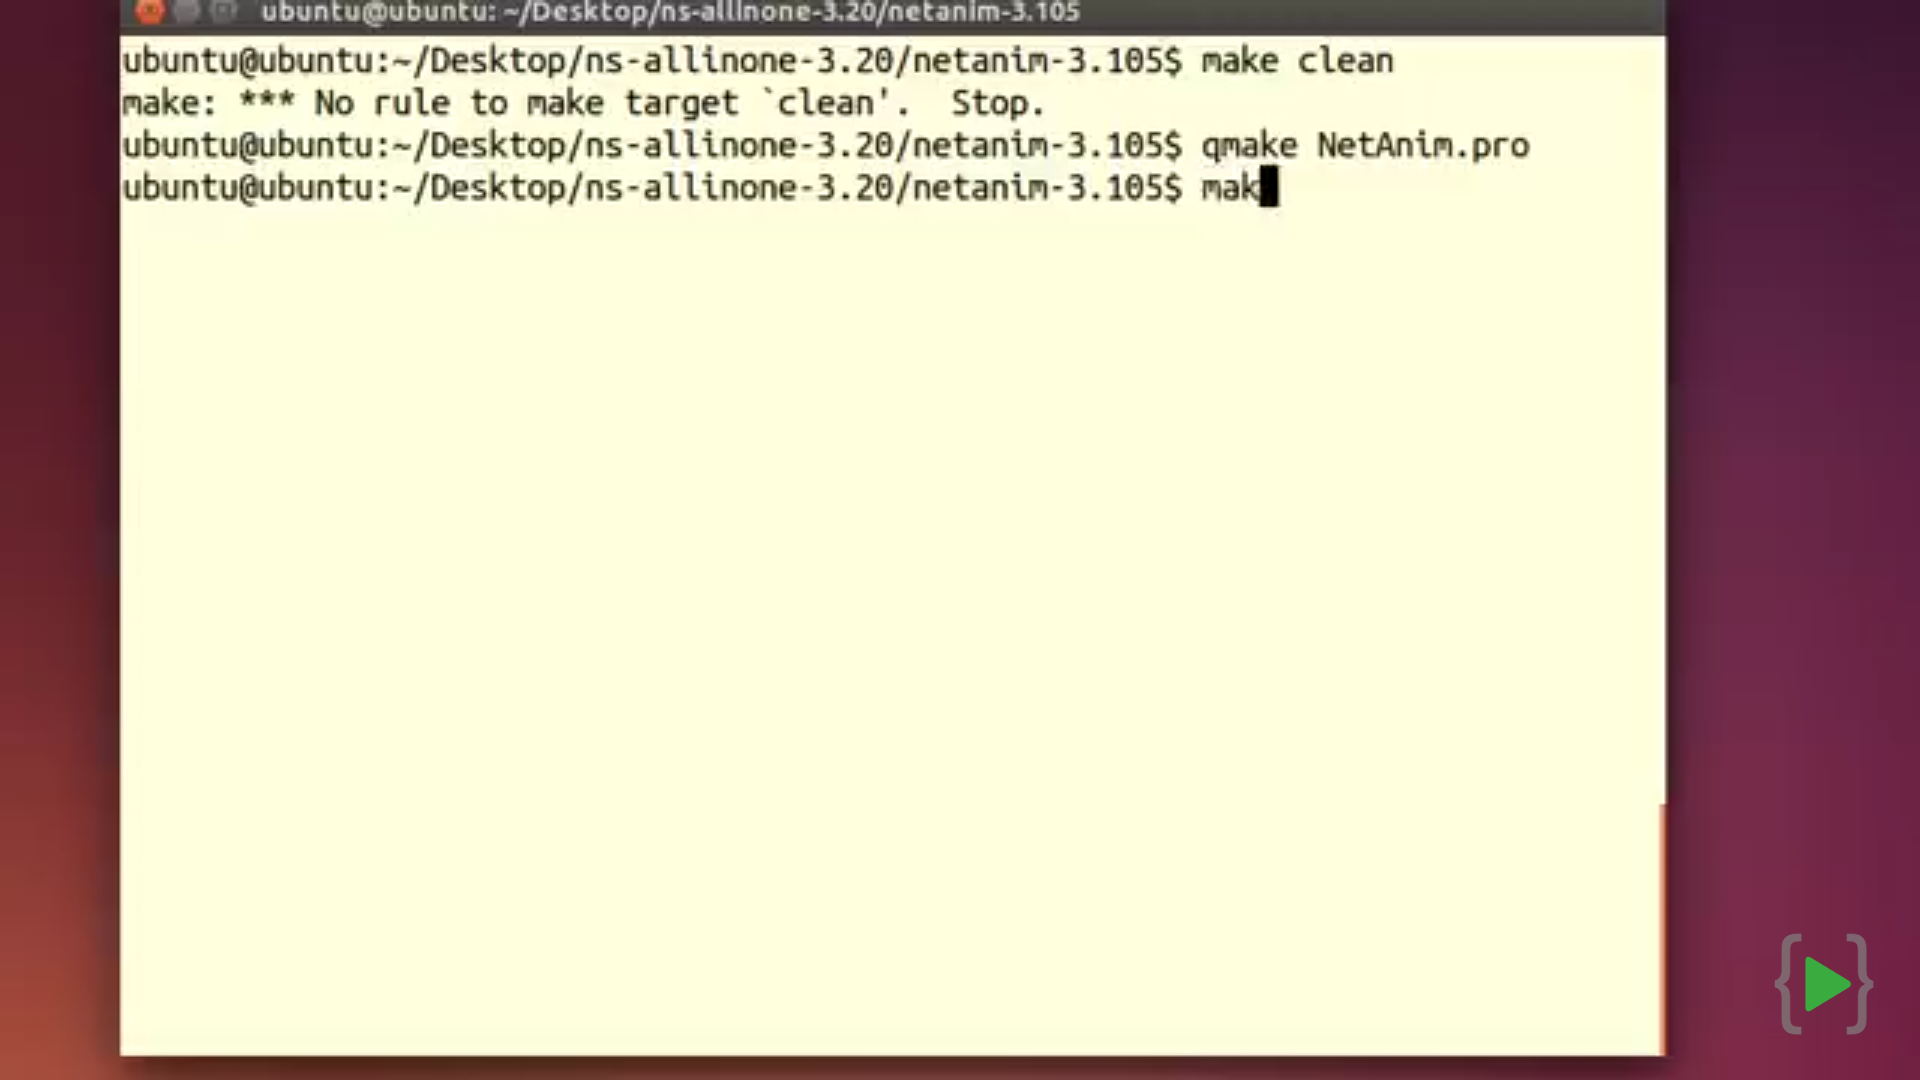 ubuntu@ubuntu: ~/Desktop/ns-allinone-3.20/netanim-3.105
ubuntu@ubuntu:~/Desktop/ns-allinone-3.20/netanim-3.105$ make clean
make: *** No rule to make target `clean'.  Stop.
ubuntu@ubuntu:~/Desktop/ns-allinone-3.20/netanim-3.105$ qmake NetAnim.pro
ubuntu@ubuntu:~/Desktop/ns-allinone-3.20/netanim-3.105$ mak